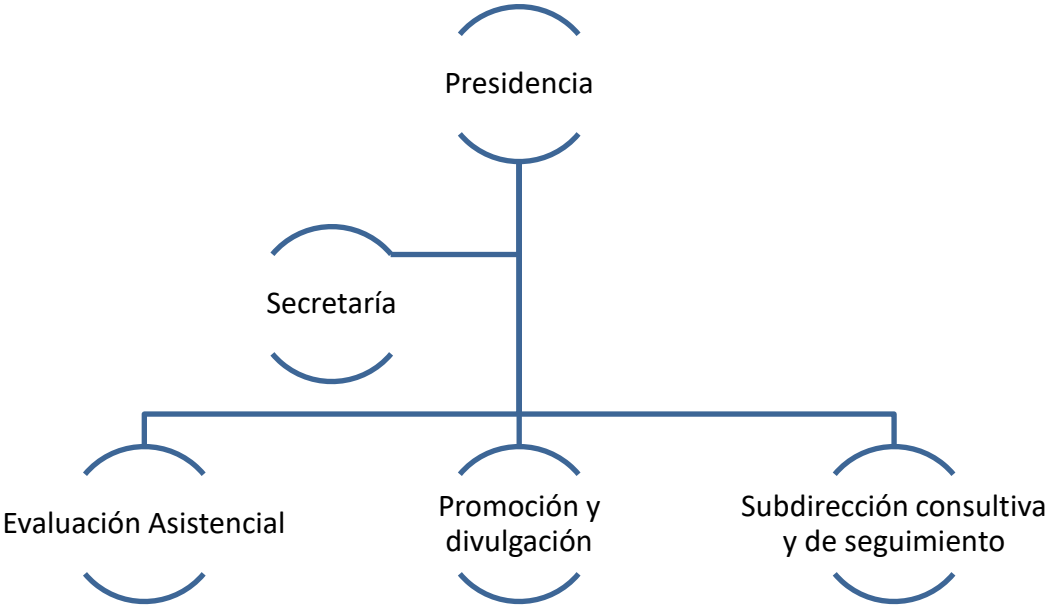 Presidencia
Secretaría
Evaluación Asistencial
Promoción y
divulgación
Subdirección consultiva
y de seguimiento